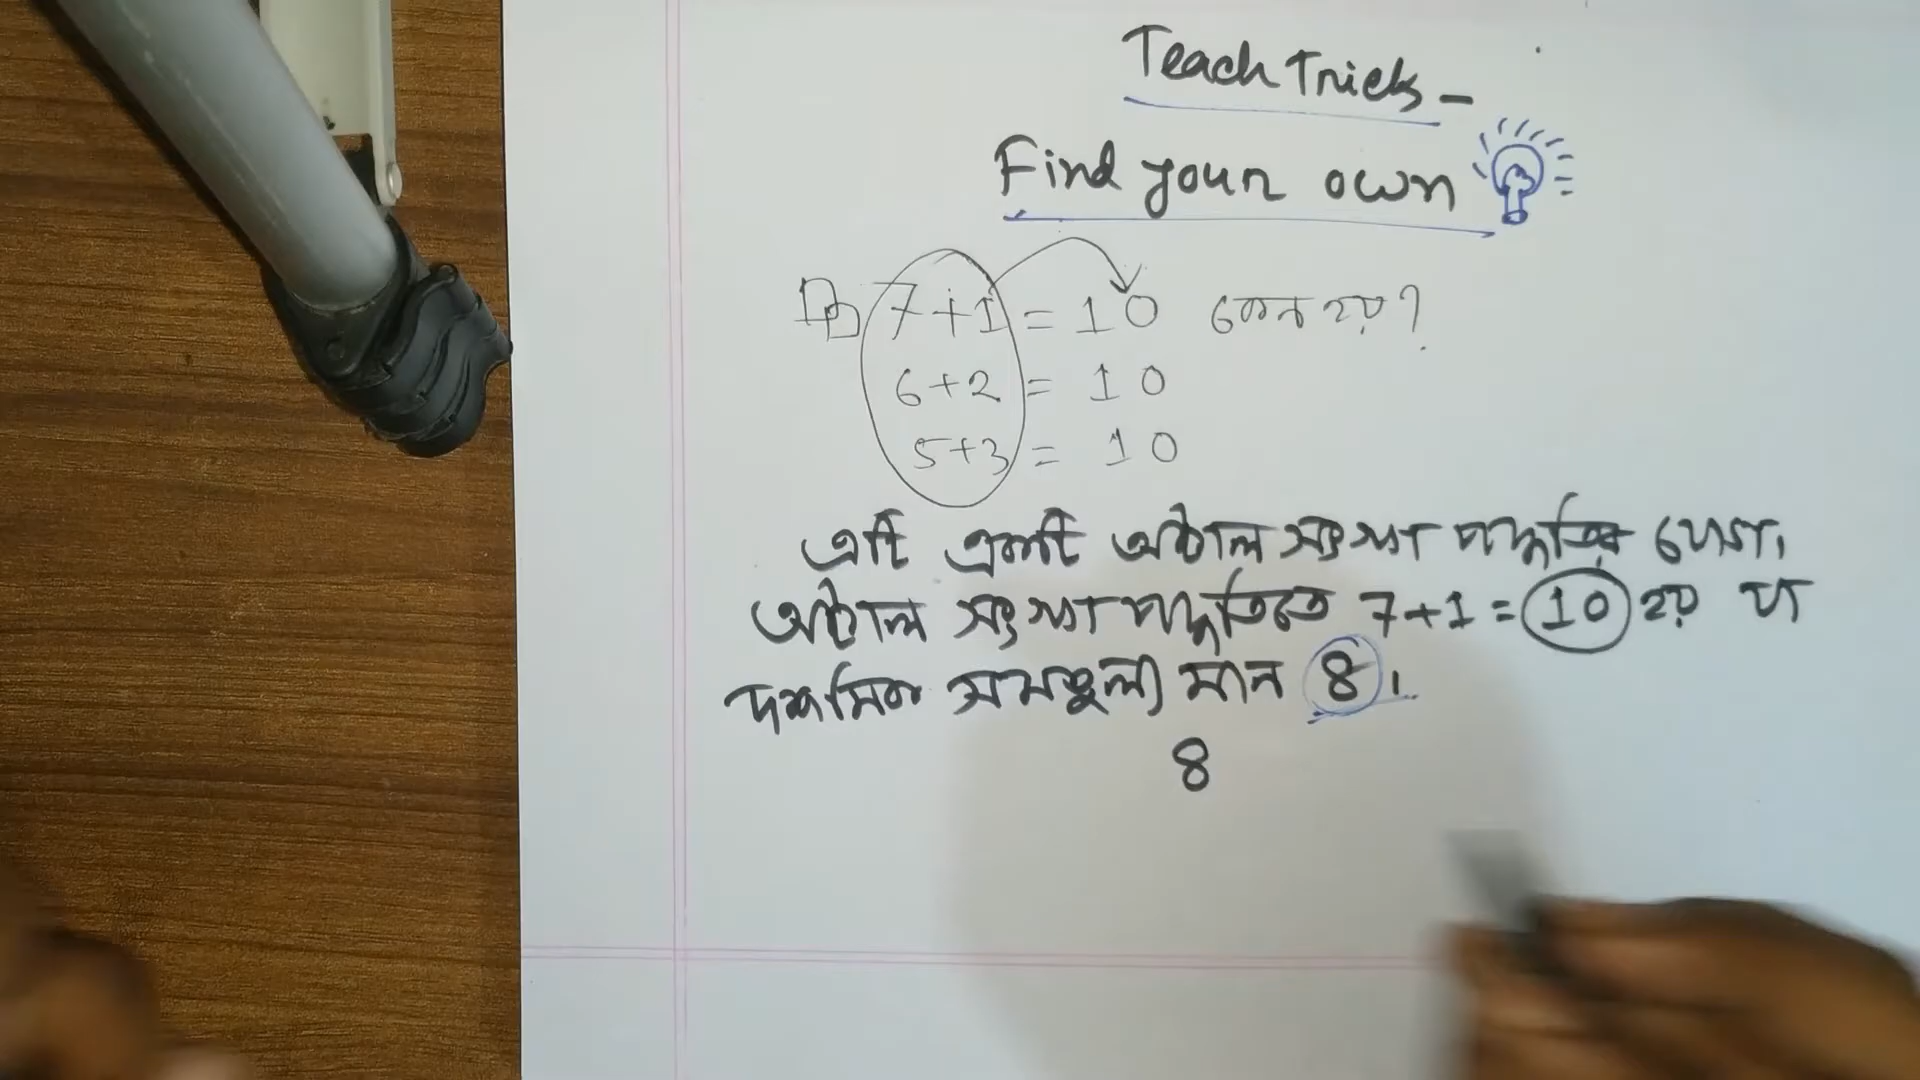 Teach Tricks -
Find your own
7+1 = 10 কেন হয়?
6+2 = 10
5+3 = 10
এটি একটি অক্টাল সংখ্যা পদ্ধতির যোগ।
অক্টাল সংখ্যা পদ্ধতিতে 7+1 = 10 হয় যা
দশমিক সমতুল্য মান 8।
8